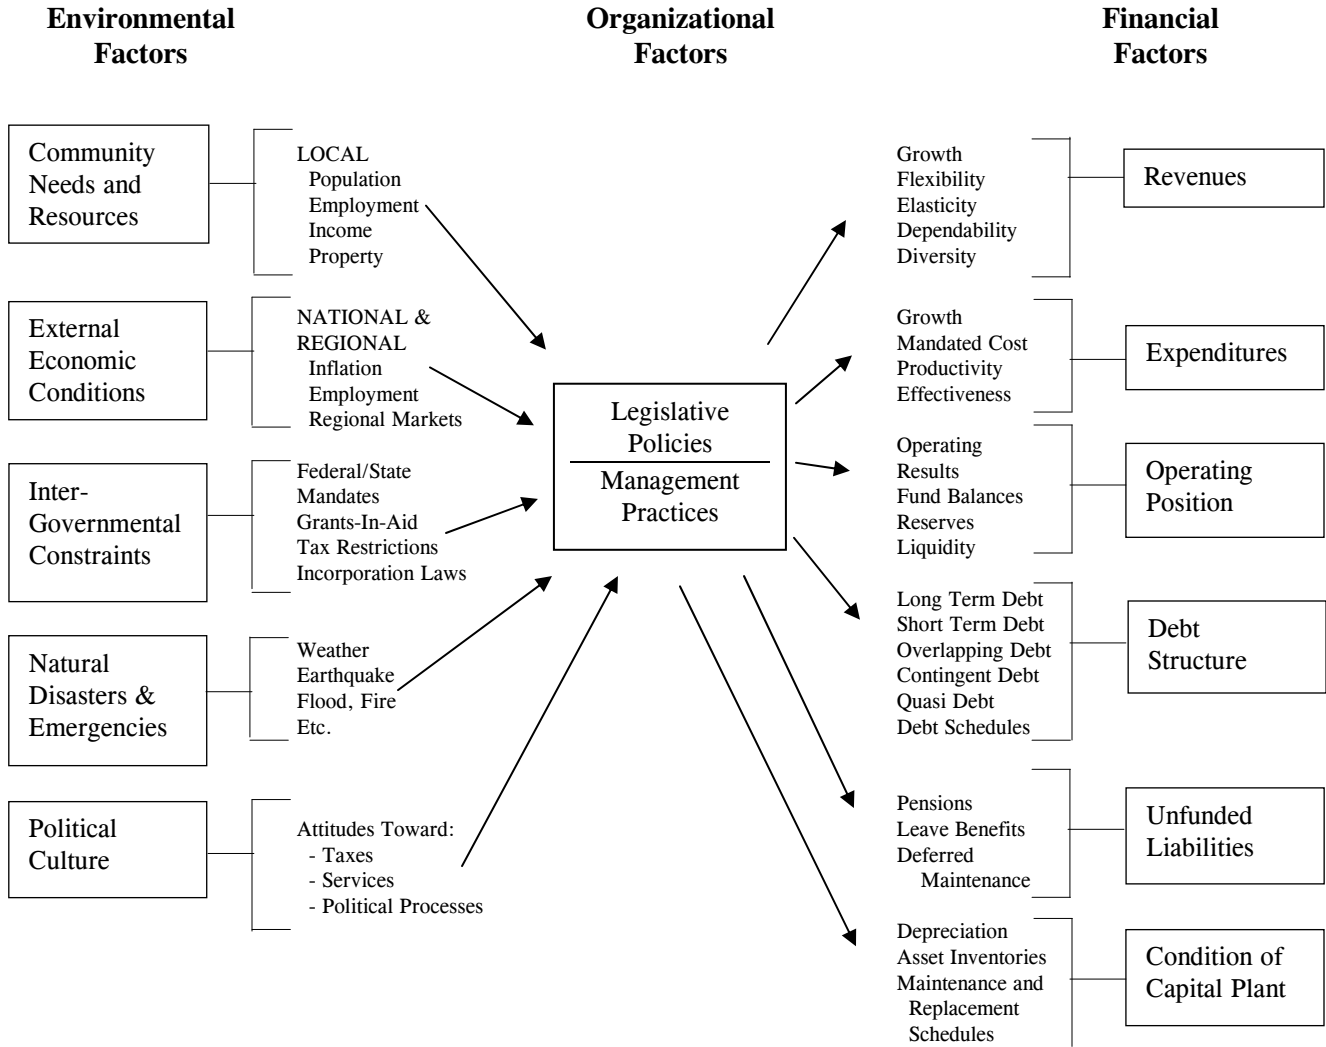 Environmental
Factors
Organizational
Factors
Financial
Factors
Community
Needs and
Resources
LOCAL
Population
Employment
Income
Property
External
Economic
Conditions
NATIONAL &
REGIONAL
Inflation
Employment
Regional Markets
Inter-
Governmental
Constraints
Federal/State
Mandates
Grants-In-Aid
Tax Restrictions
Incorporation Laws
Natural
Disasters &
Emergencies
Weather
Earthquake
Flood, Fire
Etc.
Political
Culture
Attitudes Toward:
- Taxes
- Services
- Political Processes
Legislative
Policies
Management
Practices
Growth
Flexibility
Elasticity
Dependability
Diversity
Revenues
Growth
Mandated Cost
Productivity
Effectiveness
Expenditures
Operating
Results
Fund Balances
Reserves
Liquidity
Operating
Position
Long Term Debt
Short Term Debt
Overlapping Debt
Contingent Debt
Quasi Debt
Debt Schedules
Debt
Structure
Pensions
Leave Benefits
Deferred
Maintenance
Unfunded
Liabilities
Depreciation
Asset Inventories
Maintenance and
Replacement
Schedules
Condition of
Capital Plant